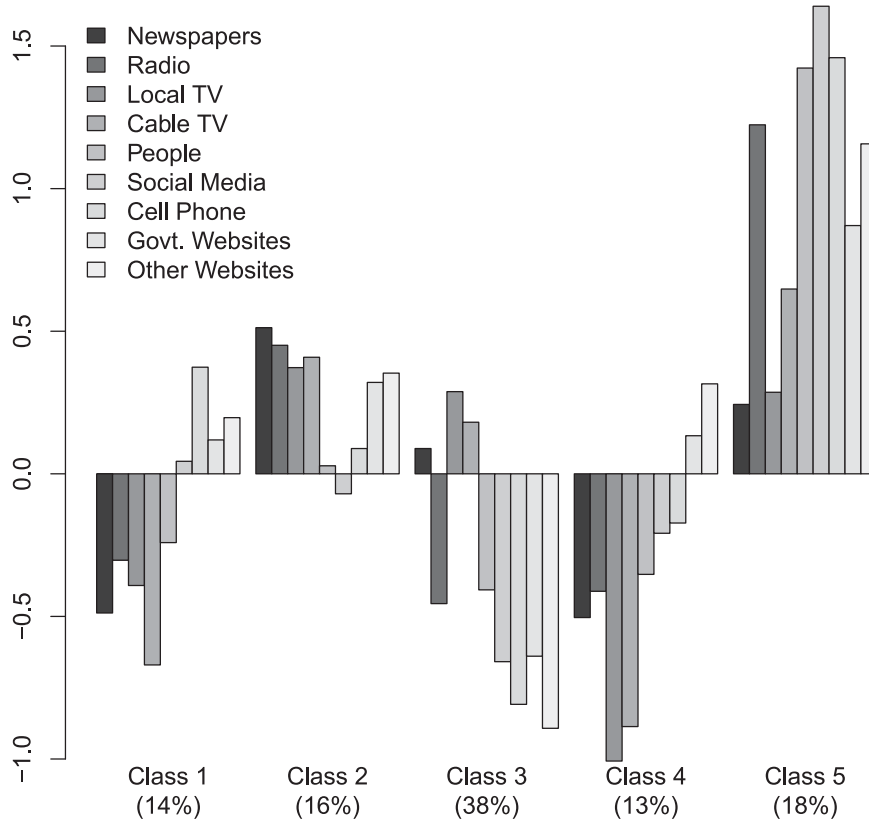 1.5
1.0
0.5
0.0
−0.5
−1.0
Newspapers
Radio
Local TV
Cable TV
People
Social Media
Cell Phone
Govt. Websites
Other Websites
Class 1
(14%)
Class 2
(16%)
Class 3
(38%)
Class 4
(13%)
Class 5
(18%)